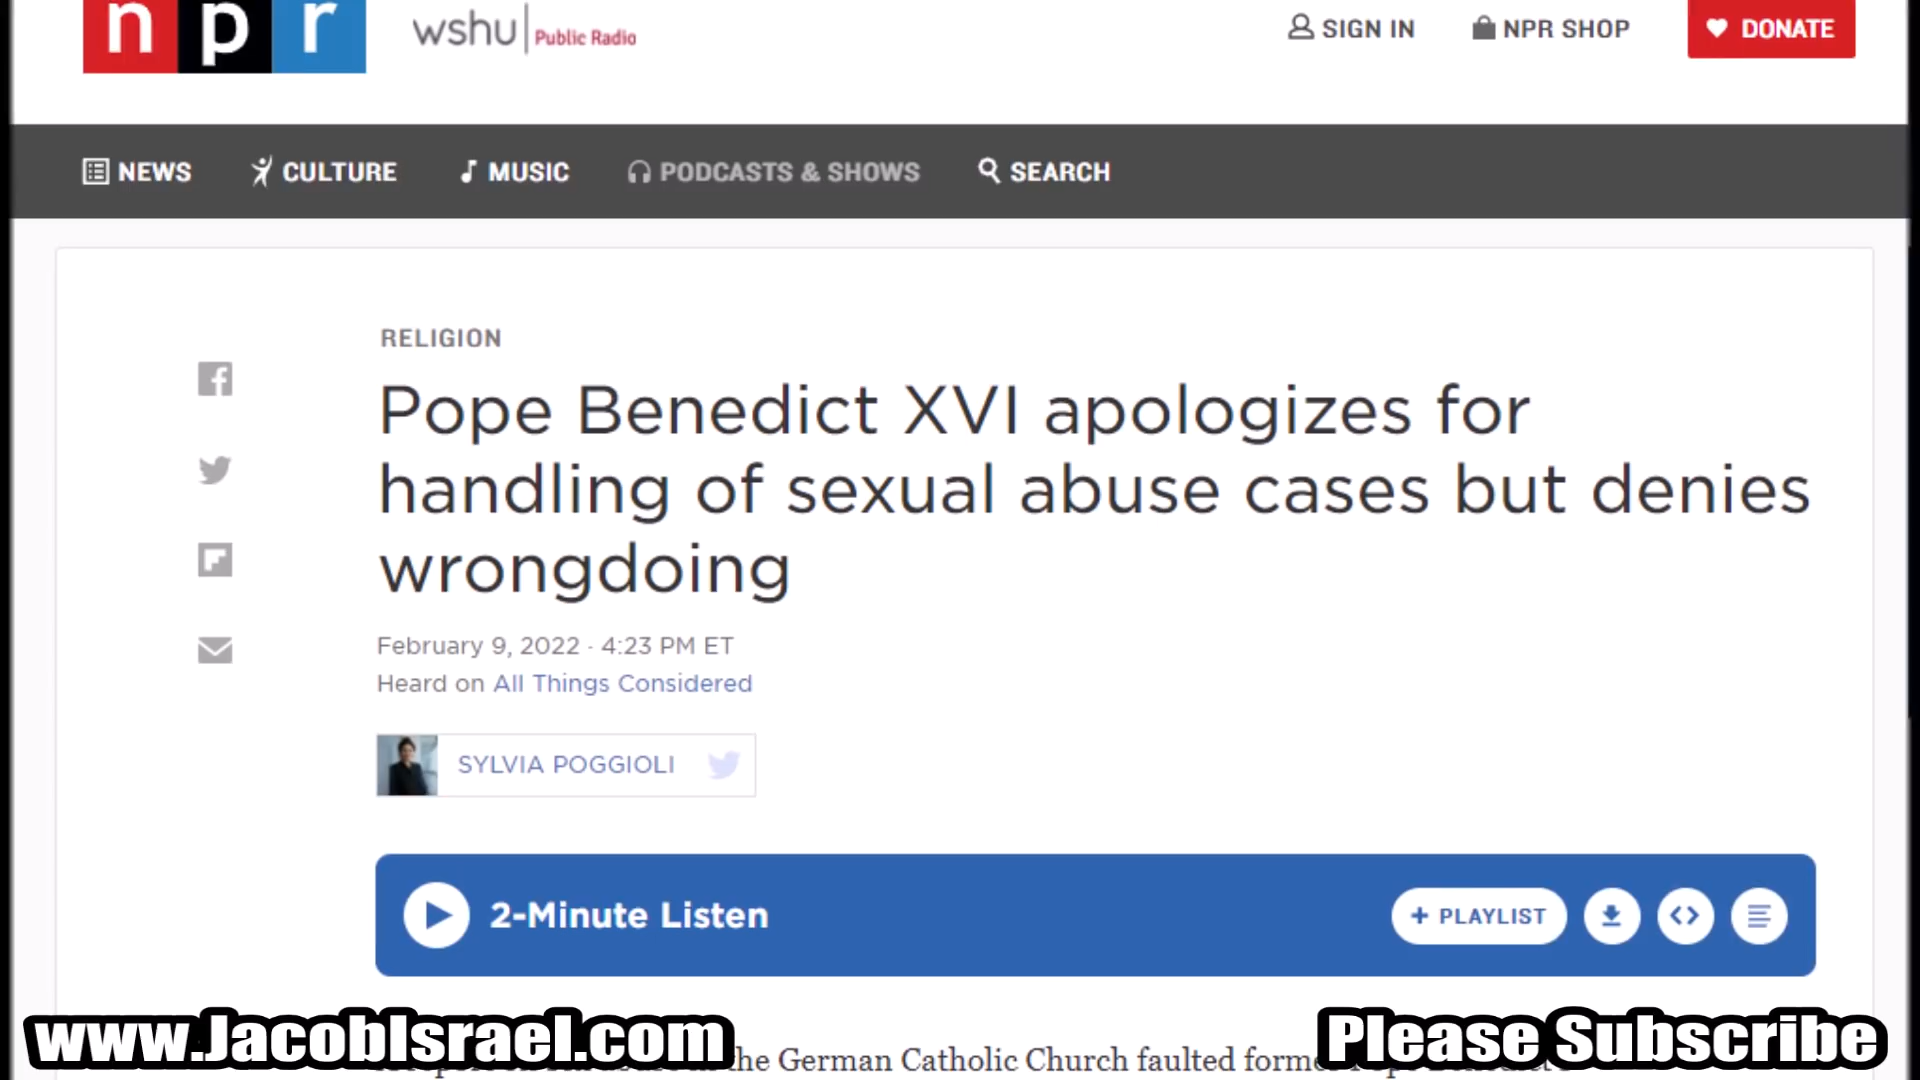 npr
wshu Public Radio
SIGN IN
NPR SHOP
DONATE
NEWS
CULTURE
MUSIC
PODCASTS & SHOWS
SEARCH
RELIGION
Pope Benedict XVI apologizes for
handling of sexual abuse cases but denies
wrongdoing
February 9, 2022 · 4:23 PM ET
Heard on All Things Considered
SYLVIA POGGIOLI
2-Minute Listen
+ PLAYLIST
the German Catholic Church faulted
www.JacobIsrael.com
Please Subscribe